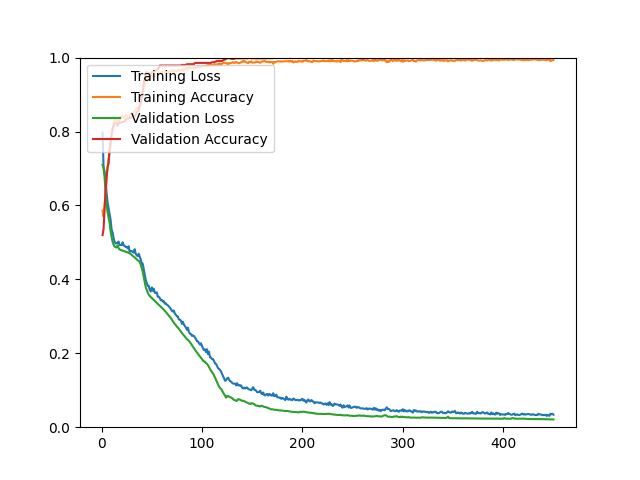 1.0
0.8
0.6
0.4
0.2
0.0
0 100 200 300 400
Training Loss
Training Accuracy
Validation Loss
Validation Accuracy